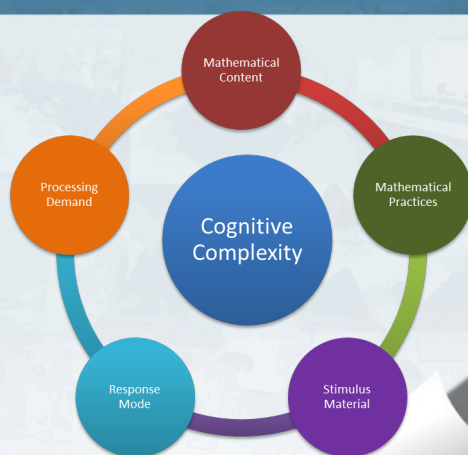 Mathematical
Content
Processing
Demand
Mathematical
Practices
Cognitive
Complexity
Response
Mode
Stimulus
Material